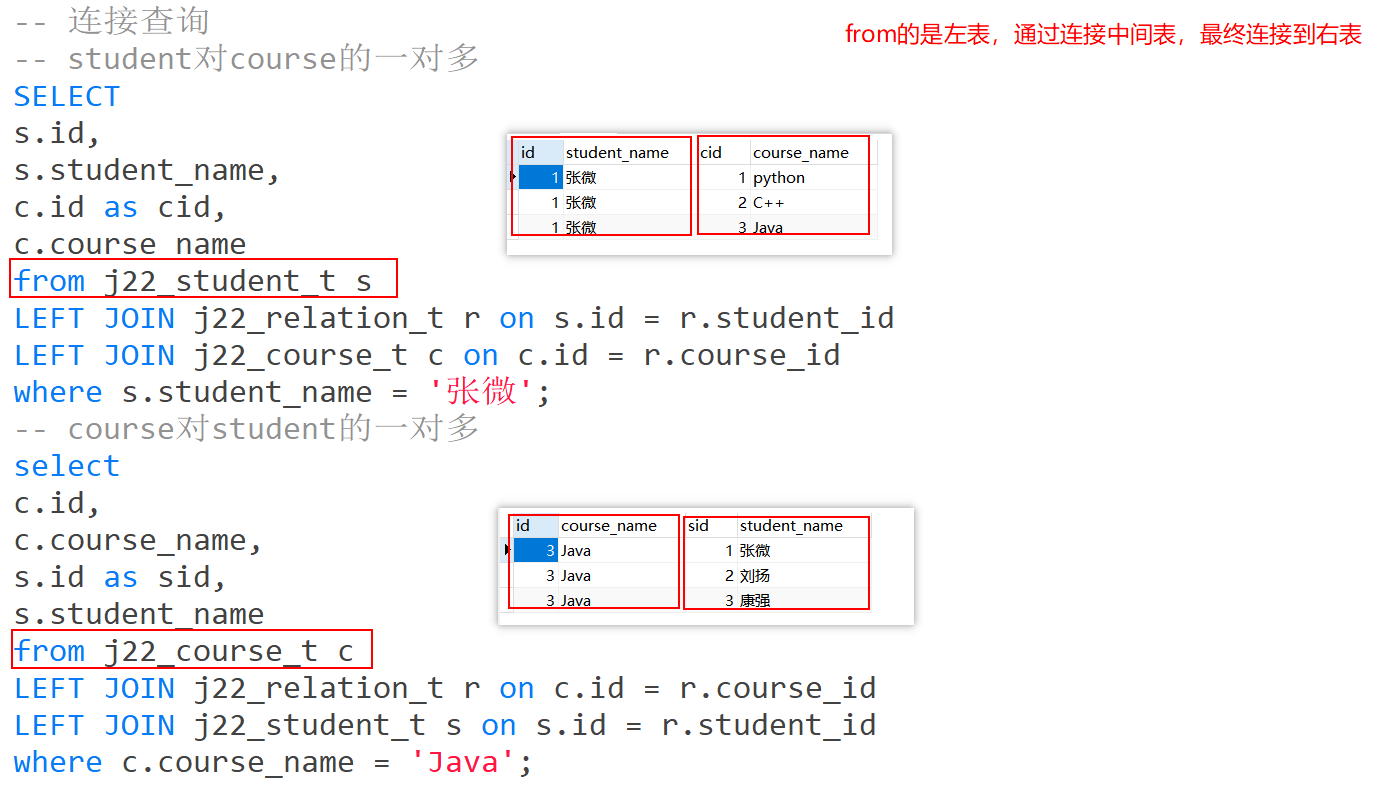 -- 连接查询
from的是左表，通过连接中间表，最终连接到右表
-- student对course的一对多
SELECT
s.id,
s.student_name,
c.id as cid,
c.course_name
from j22_student_t s
LEFT JOIN j22_relation_t r on s.id = r.student_id
LEFT JOIN j22_course_t c on c.id = r.course_id
where s.student_name = '张微';
id student_name cid course_name
1 张微 1 python
1 张微 2 C++
1 张微 3 Java
-- course对student的一对多
select
c.id,
c.course_name,
s.id as sid,
s.student_name
from j22_course_t c
LEFT JOIN j22_relation_t r on c.id = r.course_id
LEFT JOIN j22_student_t s on s.id = r.student_id
where c.course_name = 'Java';
id course_name sid student_name
3 Java 1 张微
3 Java 2 刘扬
3 Java 3 康强